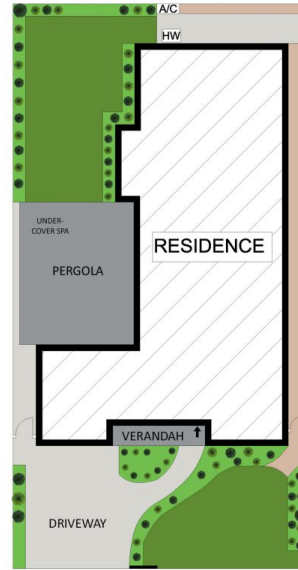 A/C
HW
UNDER-
COVER SPA
RESIDENCE
PERGOLA
VERANDAH
DRIVEWAY